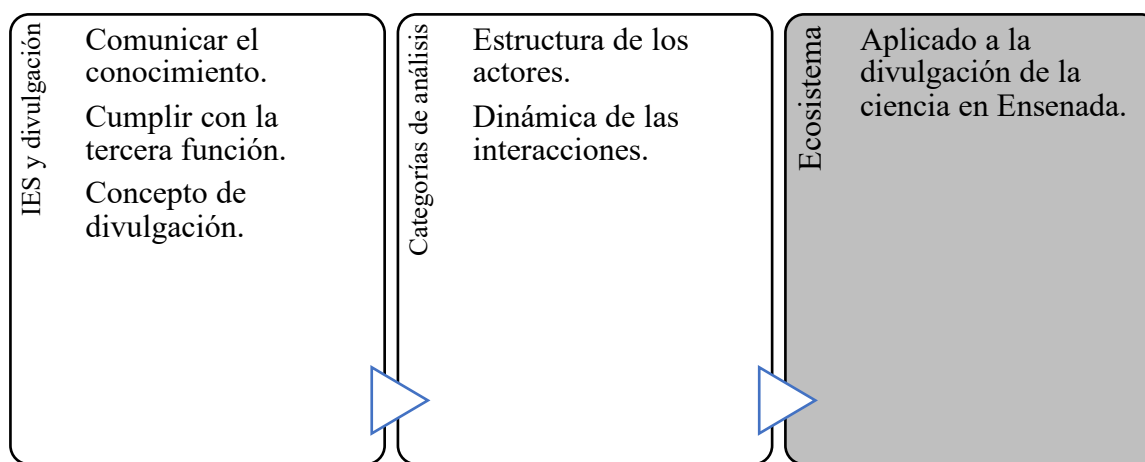 IES y divulgación
Comunicar el
conocimiento.
Cumplir con la
tercera función.
Concepto de
divulgación.
Categorías de análisis
Estructura de los
actores.
Dinámica de las
interacciones.
Ecosistema
Aplicado a la
divulgación de la
ciencia en Ensenada.